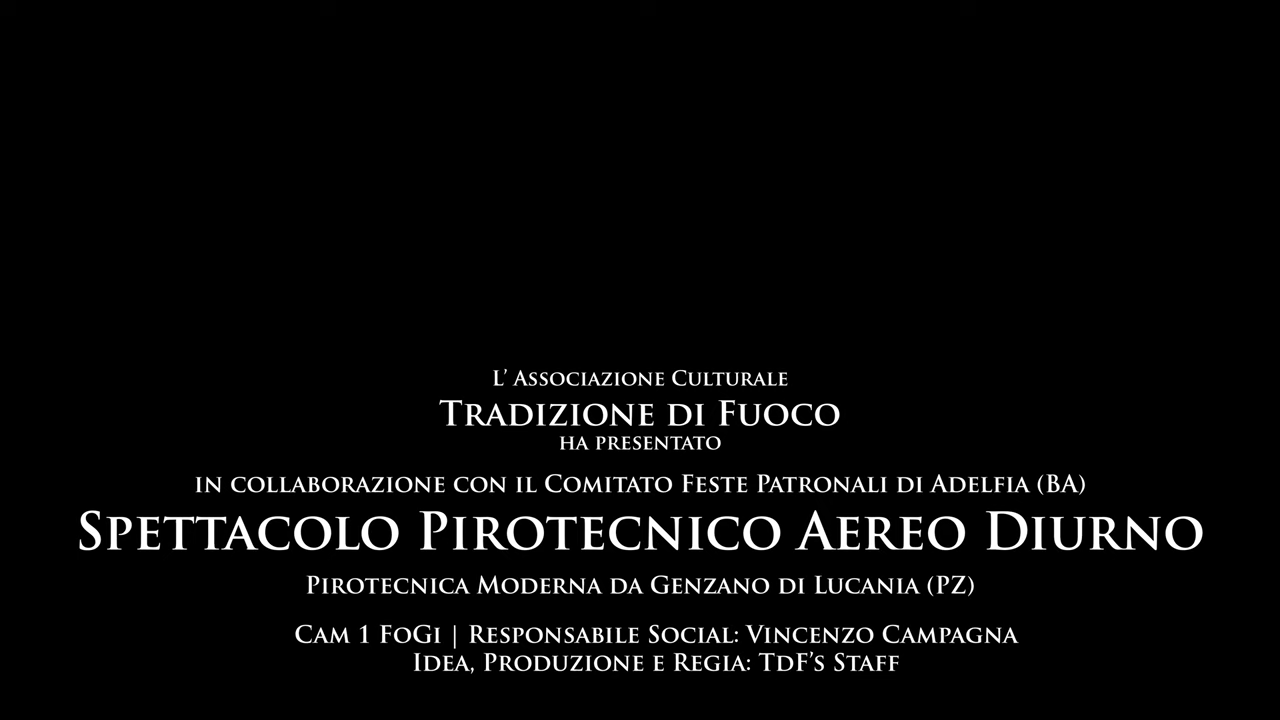 L' Associazione Culturale
Tradizione di Fuoco
ha presentato
in collaborazione con il Comitato Feste Patronali di Adelfia (BA)
Spettacolo Pirotecnico Aereo Diurno
Pirotecnica Moderna da Genzano di Lucania (PZ)
Cam 1 FoGi | Responsabile Social: Vincenzo Campagna
Idea, Produzione e Regia: TdF's Staff